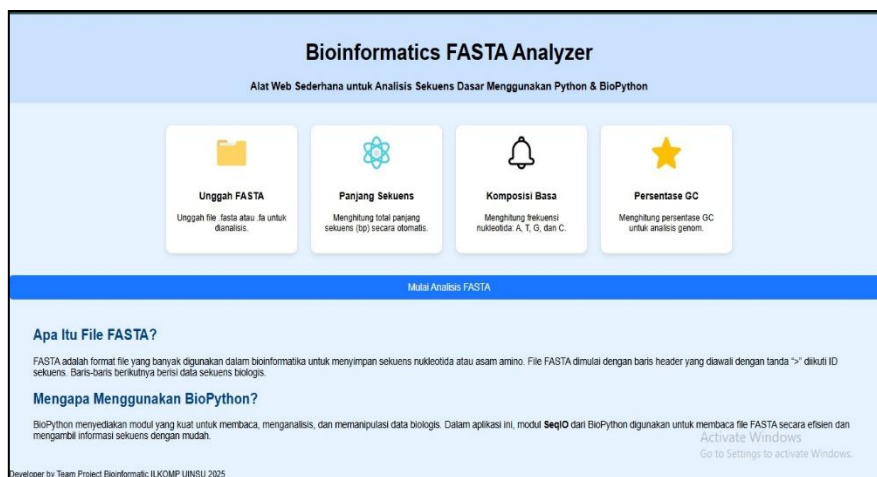 Bioinformatics FASTA Analyzer
Alat Web Sederhana untuk Analisis Sekuens Dasar Menggunakan Python & BioPython
Unggah FASTA
Unggah file .fasta atau .fa untuk
dianalisis.
Panjang Sekuens
Menghitung total panjang
sekuens (bp) secara otomatis.
Komposisi Basa
Menghitung frekuensi
nukleotida: A, T, G, dan C.
Persentase GC
Menghitung persentase GC
untuk analisis genom.
Mulai Analisis FASTA
Apa Itu File FASTA?
FASTA adalah format file yang banyak digunakan dalam bioinformatika untuk menyimpan sekuens nukleotida atau asam amino. File FASTA dimulai dengan baris header yang diawali dengan tanda ">" diikuti ID
sekuens. Baris-baris berikutnya berisi data sekuens biologis.
Mengapa Menggunakan BioPython?
BioPython menyediakan modul yang kuat untuk membaca, menganalisis, dan memanipulasi data biologis. Dalam aplikasi ini, modul SeqIO dari BioPython digunakan untuk membaca file FASTA secara efisien dan
mengambil informasi sekuens dengan mudah.
Activate Windows
Go to Settings to activate Windows.
Developer by Team Project Bioinformatic ILKOMP UINSU 2025